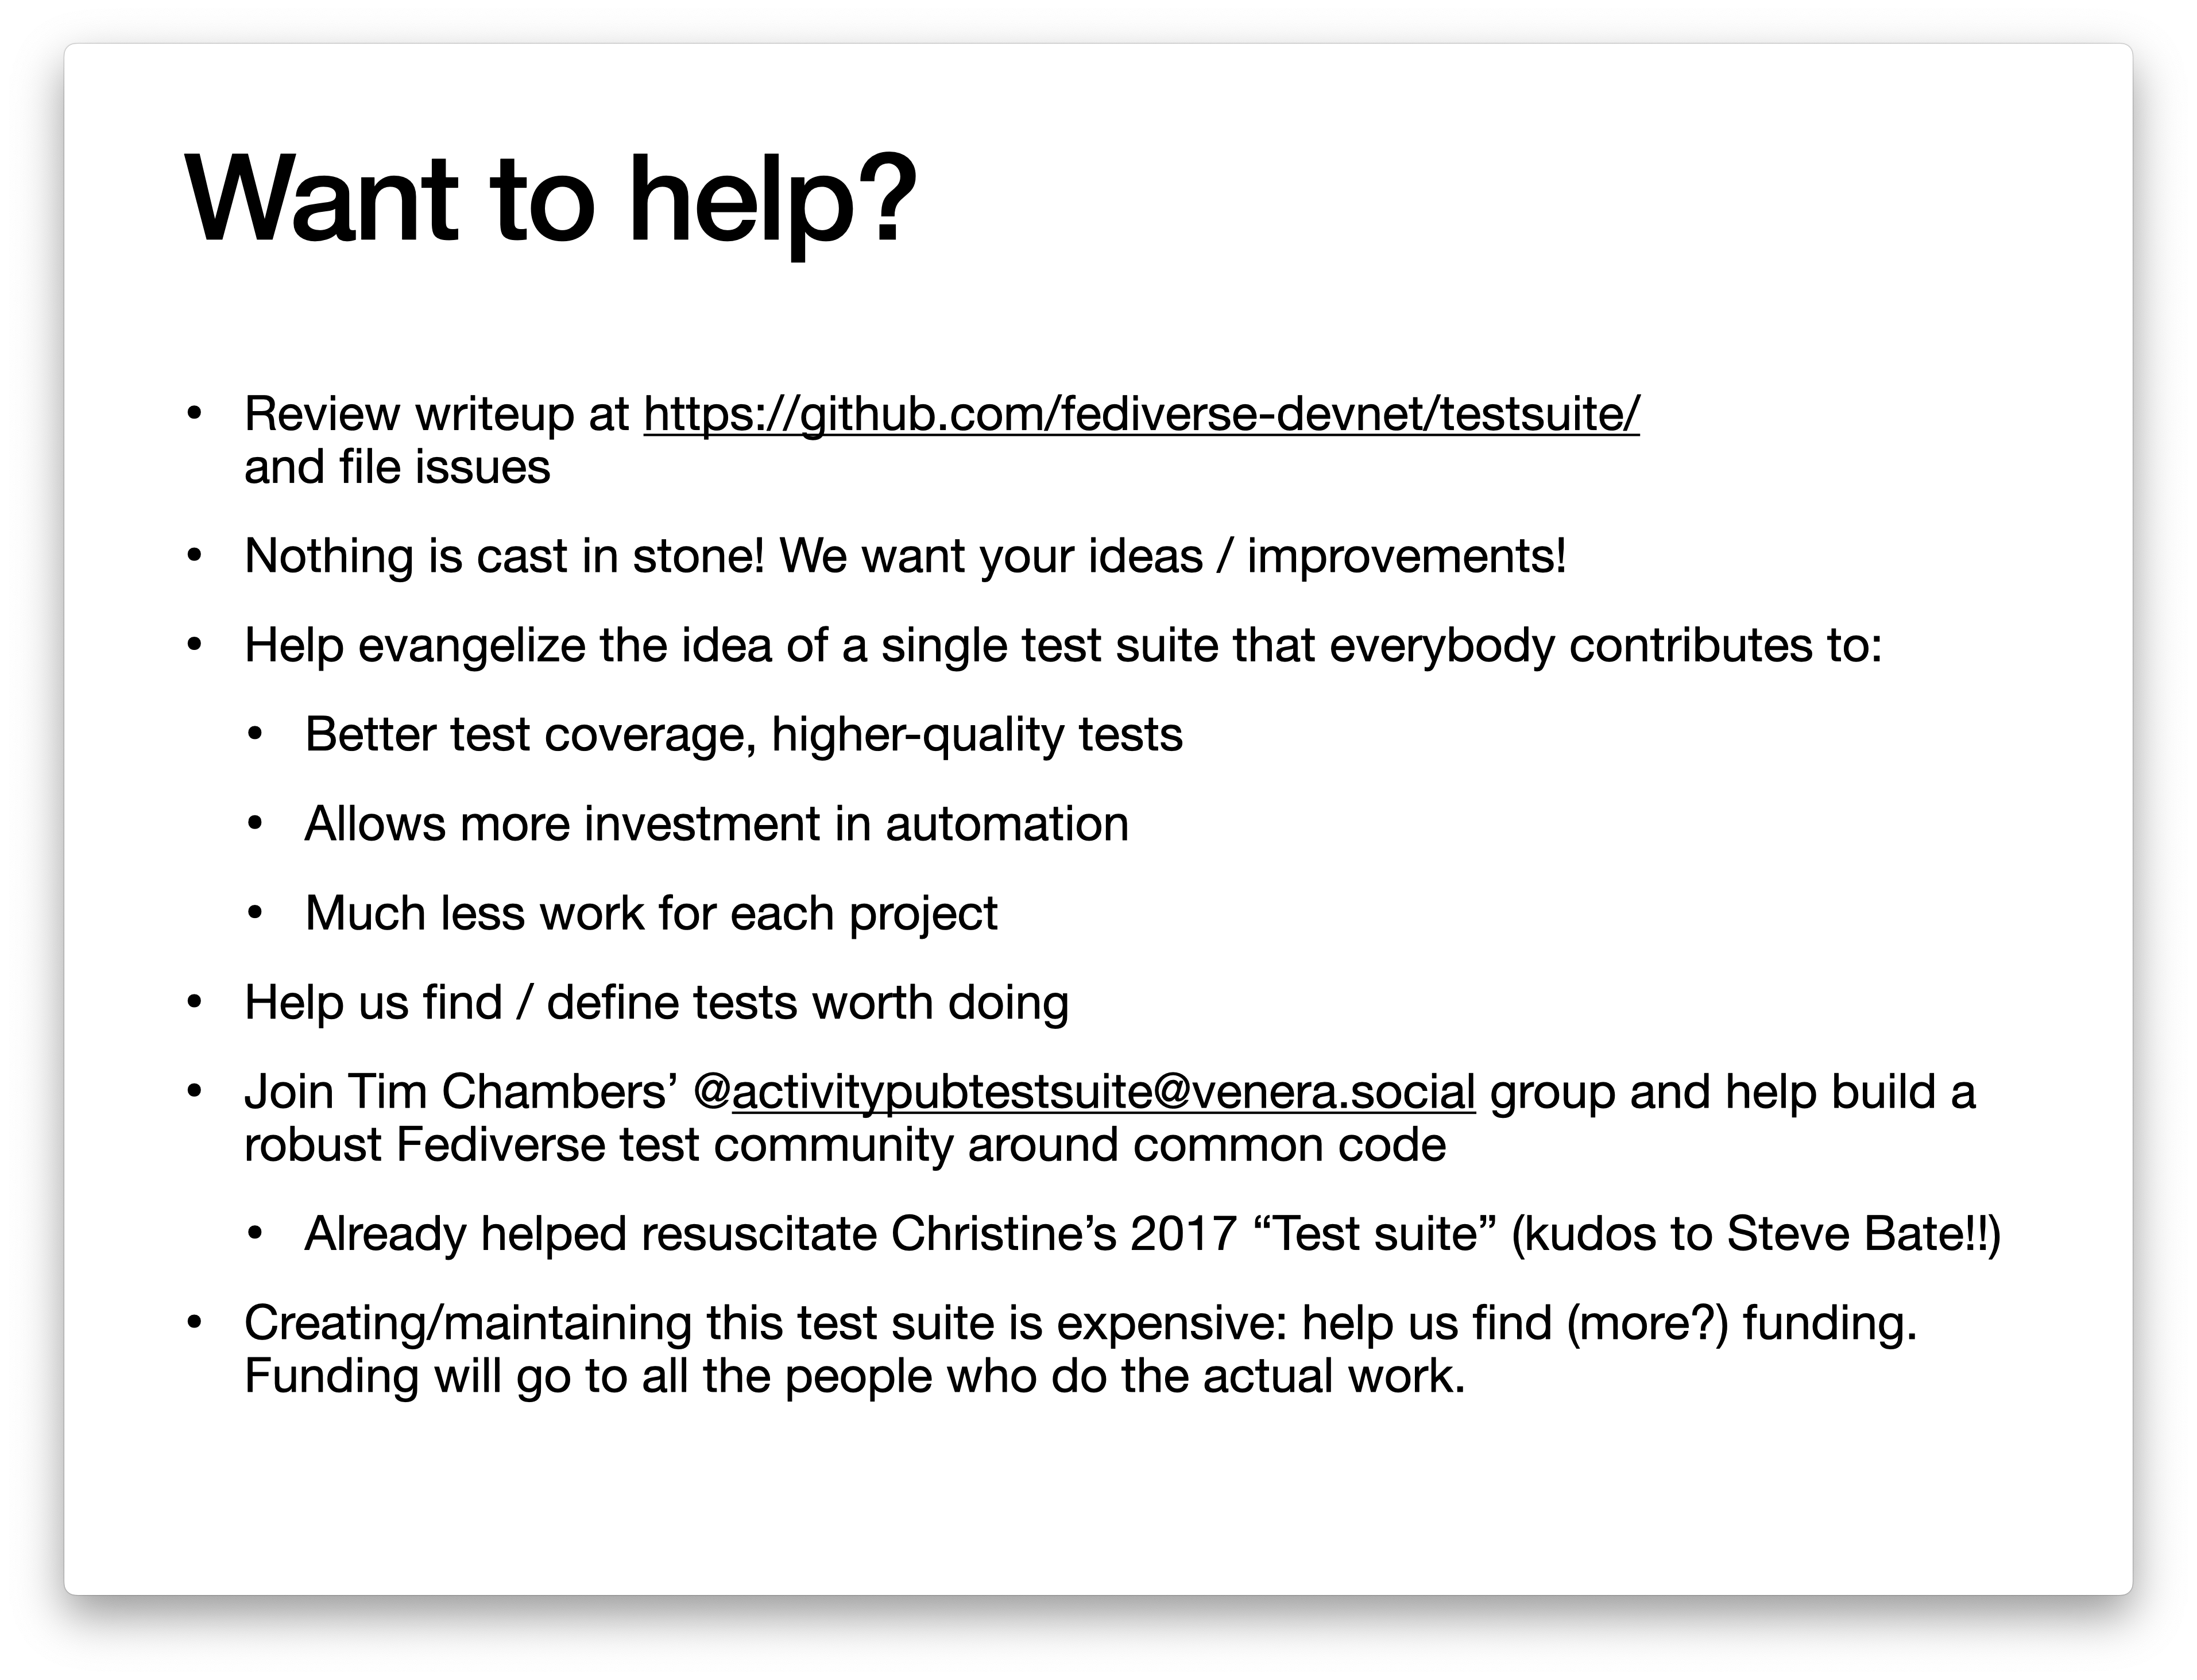 Want to help?
• Review writeup at https://github.com/fediverse-devnet/testsuite/
and file issues
• Nothing is cast in stone! We want your ideas / improvements!
• Help evangelize the idea of a single test suite that everybody contributes to:
• Better test coverage, higher-quality tests
• Allows more investment in automation
• Much less work for each project
• Help us find / define tests worth doing
• Join Tim Chambers’ @activitypubtestsuite@venera.social group and help build a
robust Fediverse test community around common code
• Already helped resuscitate Christine’s 2017 “Test suite” (kudos to Steve Bate!!)
• Creating/maintaining this test suite is expensive: help us find (more?) funding.
Funding will go to all the people who do the actual work.